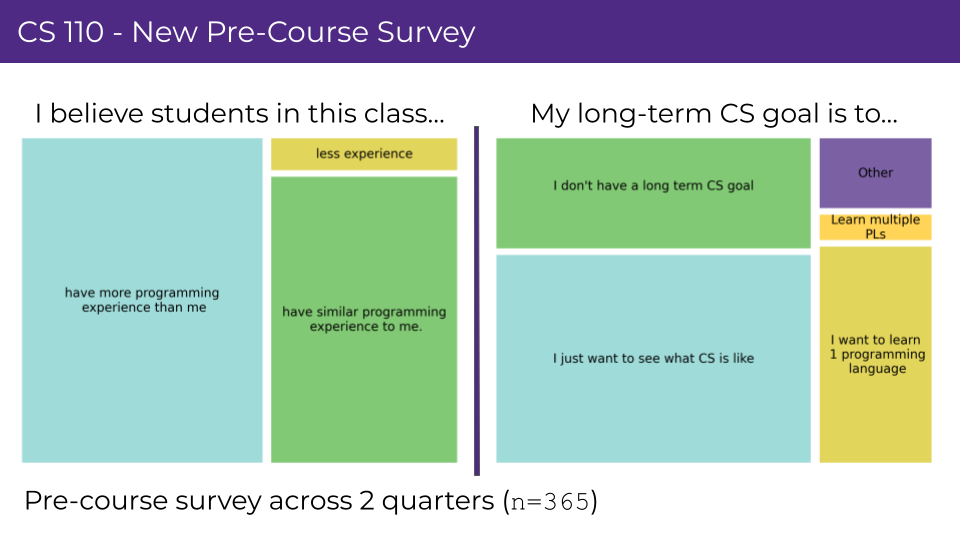 CS 110 - New Pre-Course Survey
I believe students in this class...
have more programming
experience than me
less experience
have similar programming
experience to me.
My long-term CS goal is to...
I don't have a long term CS goal
I just want to see what CS is like
Other
Learn multiple
PLs
I want to learn
1 programming
language
Pre-course survey across 2 quarters (n=365)